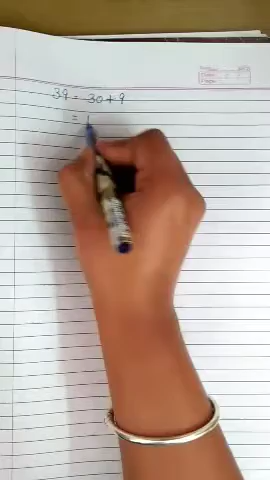 39 = 30 + 9
=